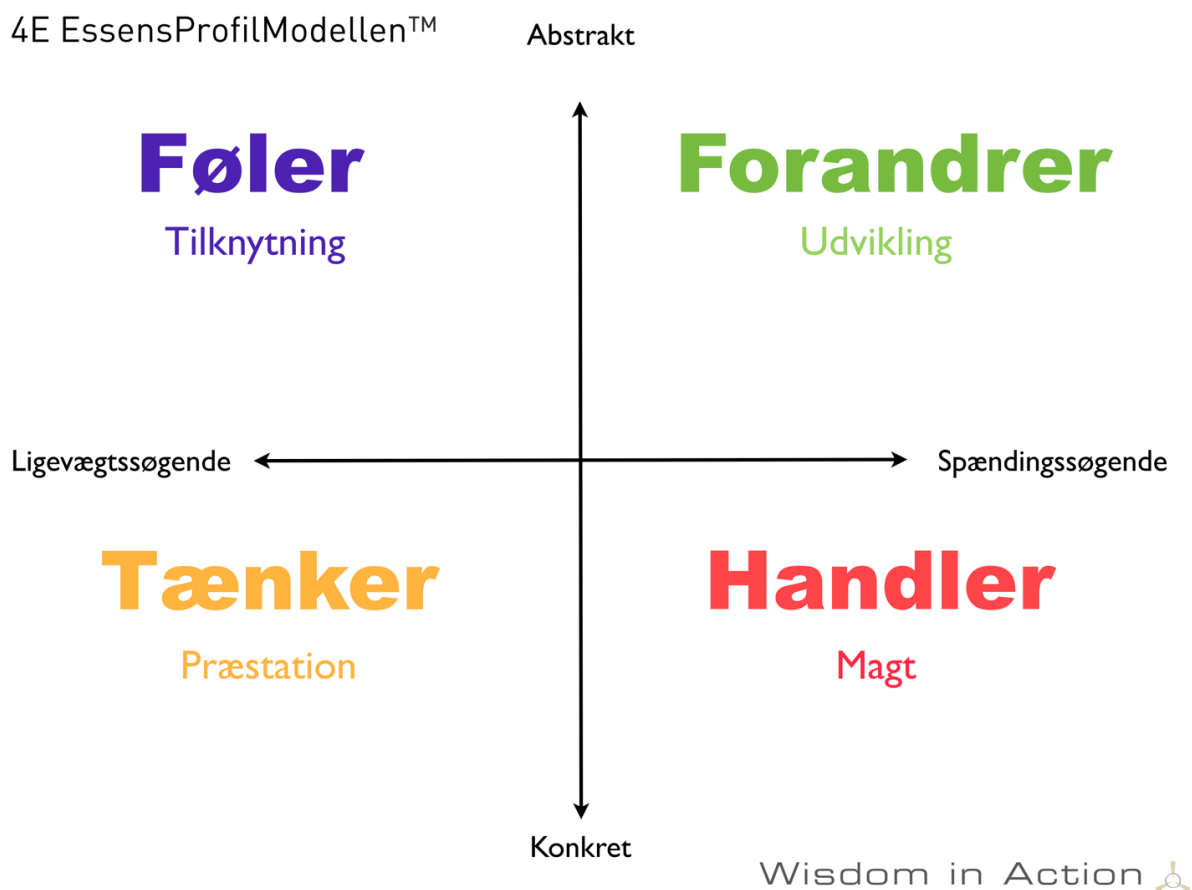 4E EssensProfilModellen™
Abstrakt
Føler
Forandrer
Tilknytning
Udvikling
Ligevægtssøgende
Spændingssøgende
Tænker
Handler
Præstation
Magt
Konkret
Wisdom in Action